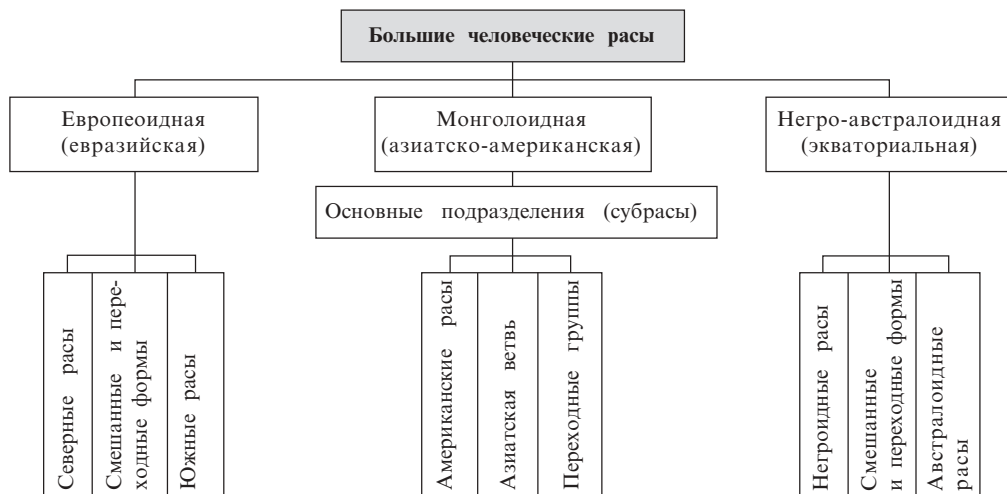 Большие человеческие расы
Европеоидная
(евразийская)
Монголоидная
(азиатско-американская)
Негро-австралоидная
(экваториальная)
Основные подразделения (субрасы)
Северные расы
Смешанные и пере-
ходные формы
Южные расы
Американские расы
Азиатская ветвь
Переходные группы
Негроидные расы
Смешанные
и переходные формы
Австралоидные
расы